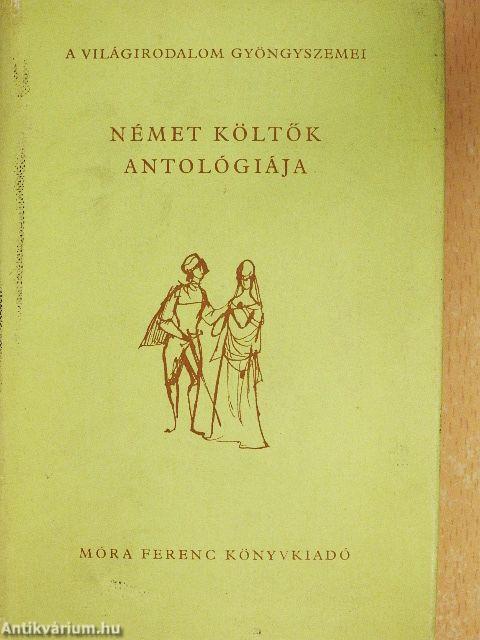 A VILÁGIRODALOM GYÖNGYSZEMEI
NÉMET KÖLTŐK
ANTOLÓGIÁJA
MÓRA FERENC KÖNYVKIADÓ
Antikvárium.hu